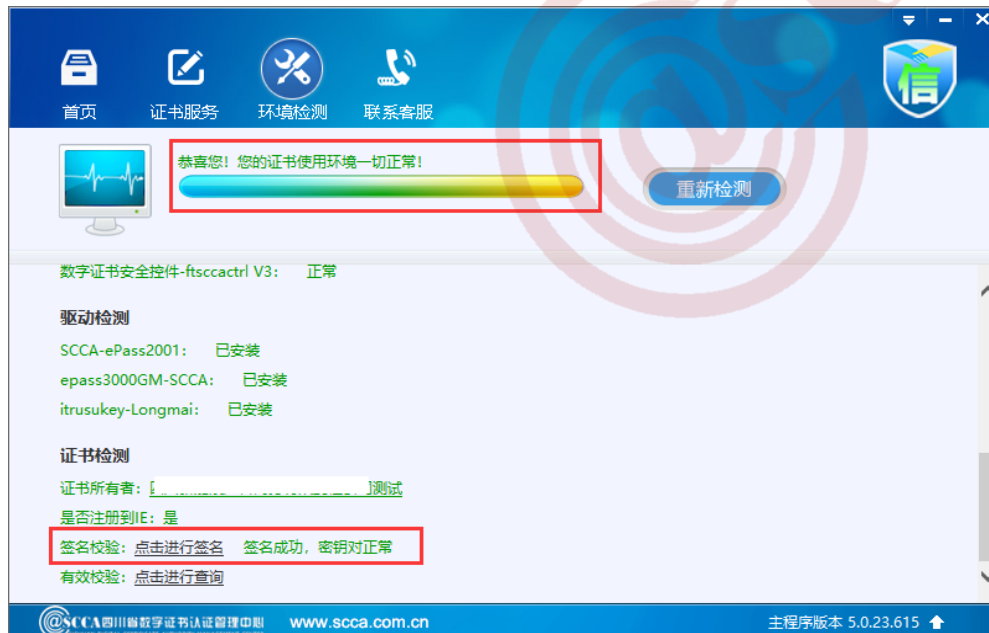 首页 证书服务 环境检测 联系客服
信
恭喜您！您的证书使用环境一切正常！
重新检测
数字证书安全控件-ftsccactrl V3： 正常
驱动检测
SCCA-ePass2001： 已安装
epass3000GM-SCCA： 已安装
itrusukey-Longmai： 已安装
证书检测
证书所有者： 测试
是否注册到IE：是
签名校验：点击进行签名 签名成功，密钥对正常
有效校验：点击进行查询
SCCA四川省数字证书认证管理中心 www.scca.com.cn 主程序版本 5.0.23.615